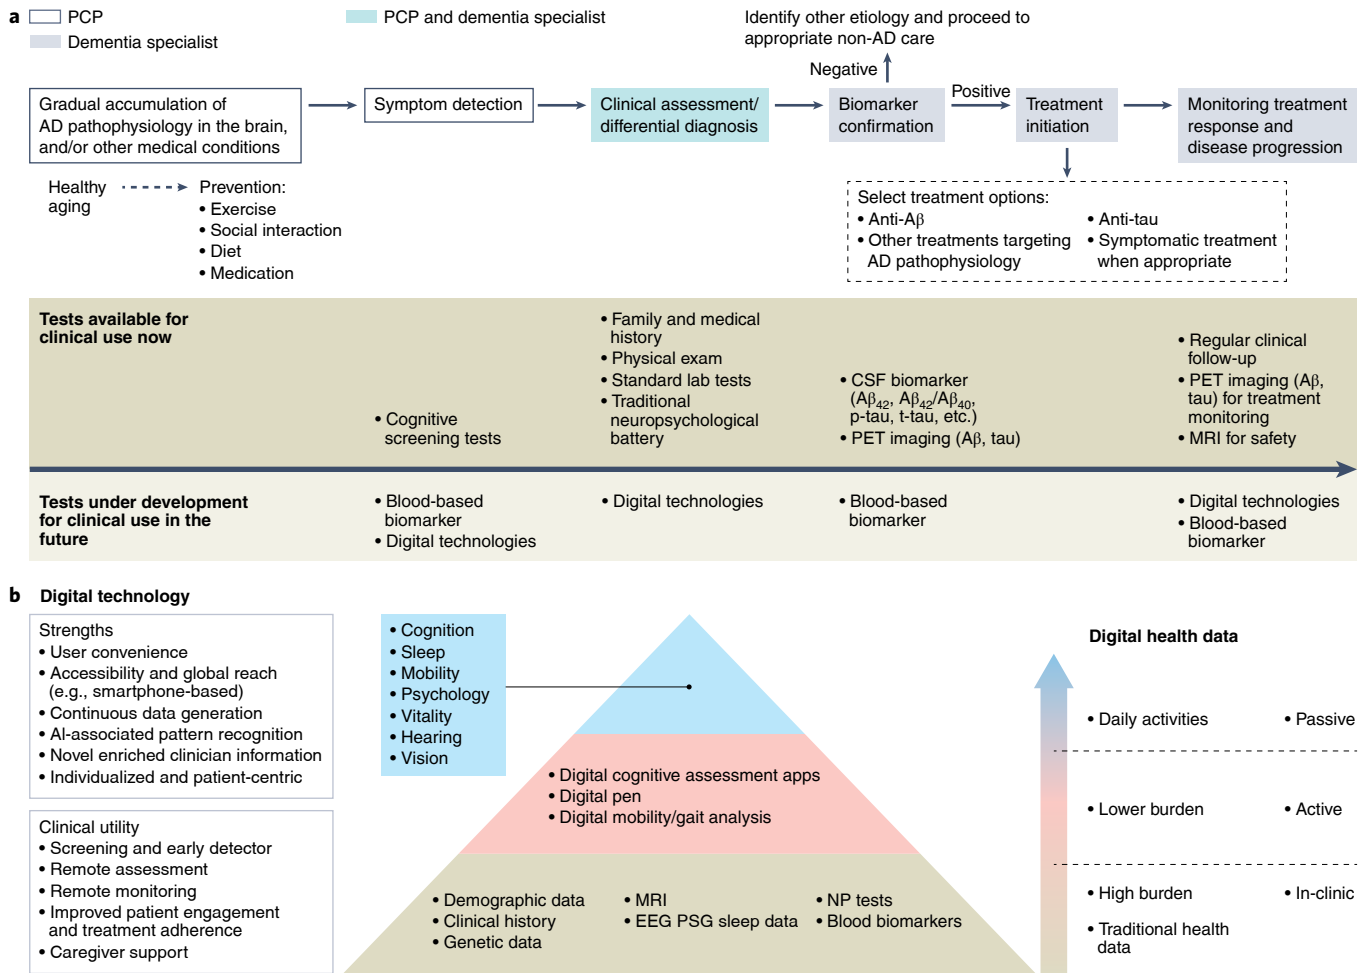 a
PCP
PCP and dementia specialist
Dementia specialist
Identify other etiology and proceed to
appropriate non-AD care
Negative
Positive
Gradual accumulation of
AD pathophysiology in the brain,
and/or other medical conditions
Symptom detection
Clinical assessment/
differential diagnosis
Biomarker
confirmation
Treatment
initiation
Monitoring treatment
response and
disease progression
Healthy
aging
Prevention:
• Exercise
• Social interaction
• Diet
• Medication
Select treatment options:
• Anti-Aβ
• Other treatments targeting
AD pathophysiology
• Anti-tau
• Symptomatic treatment
when appropriate
Tests available for
clinical use now
• Cognitive
screening tests
• Family and medical
history
• Physical exam
• Standard lab tests
• Traditional
neuropsychological
battery
• CSF biomarker
(Aβ42, Aβ42/Aβ40,
p-tau, t-tau, etc.)
• PET imaging (Aβ, tau)
• Regular clinical
follow-up
• PET imaging (Aβ,
tau) for treatment
monitoring
• MRI for safety
Tests under development
for clinical use in the
future
• Blood-based
biomarker
• Digital technologies
• Digital technologies
• Blood-based
biomarker
• Digital technologies
• Blood-based
biomarker
b Digital technology
Strengths
• User convenience
• Accessibility and global reach
(e.g., smartphone-based)
• Continuous data generation
• AI-associated pattern recognition
• Novel enriched clinician information
• Individualized and patient-centric
Clinical utility
• Screening and early detector
• Remote assessment
• Remote monitoring
• Improved patient engagement
and treatment adherence
• Caregiver support
• Cognition
• Sleep
• Mobility
• Psychology
• Vitality
• Hearing
• Vision
• Digital cognitive assessment apps
• Digital pen
• Digital mobility/gait analysis
• Demographic data
• Clinical history
• Genetic data
• MRI
• EEG PSG sleep data
• NP tests
• Blood biomarkers
Digital health data
• Daily activities
• Passive
• Lower burden
• Active
• High burden
• In-clinic
• Traditional health
data